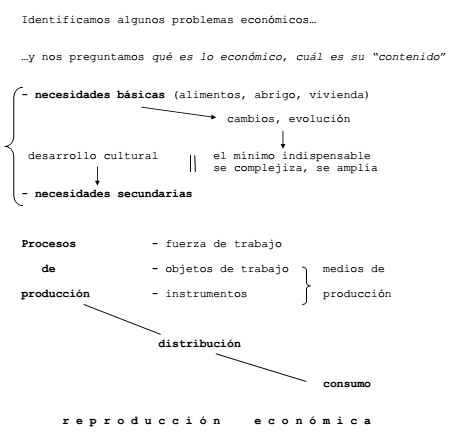 Identificamos algunos problemas económicos…
…y nos preguntamos qué es lo económico, cuál es su “contenido”
- necesidades básicas (alimentos, abrigo, vivienda)
cambios, evolución
desarrollo cultural || el mínimo indispensable
se complejiza, se amplía
- necesidades secundarias
Procesos - fuerza de trabajo
de - objetos de trabajo medios de
producción - instrumentos producción
distribución
consumo
reproducción económica